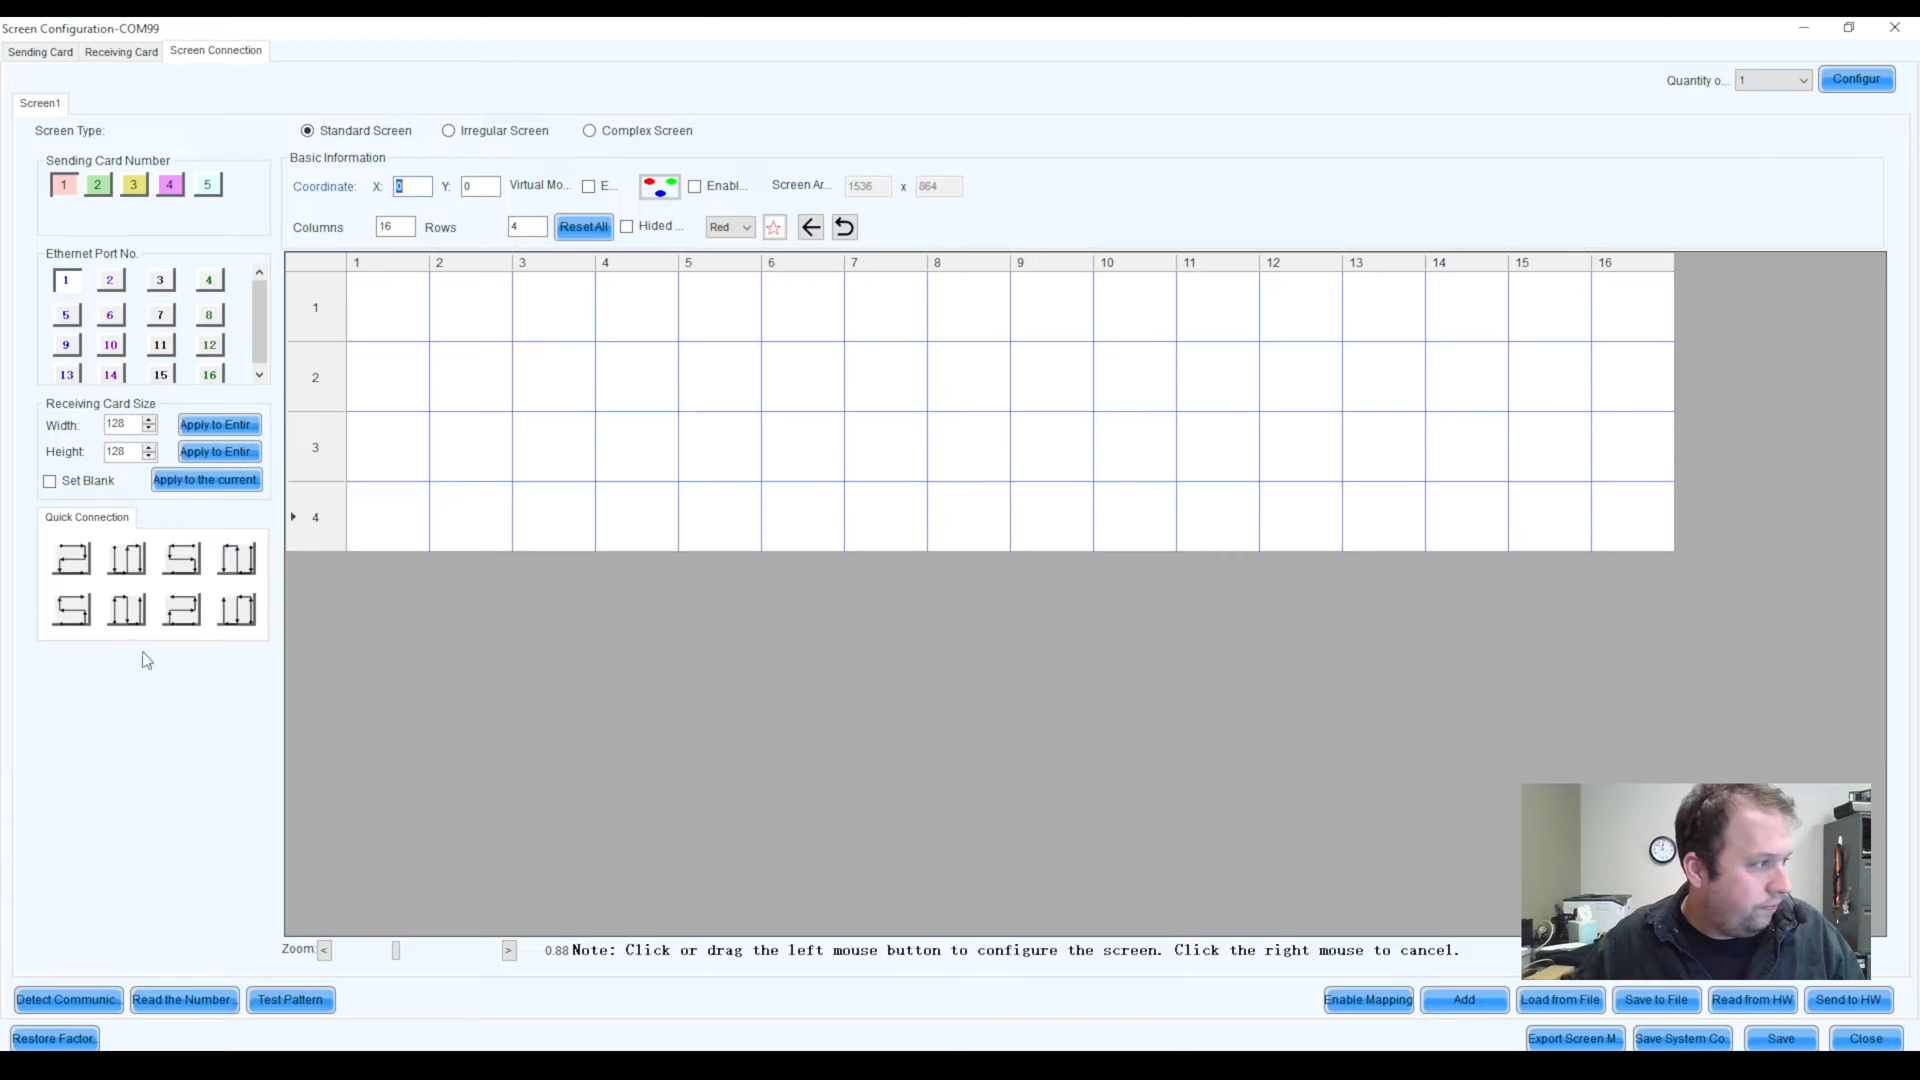 Screen Configuration-COM99
Sending Card Receiving Card Screen Connection
Quantity o... 1 Configur
Screen1
Screen Type: Standard Screen Irregular Screen Complex Screen
Sending Card Number
1 2 3 4 5
Basic Information
Coordinate: X: 0 Y: 0 Virtual Mo... E... Enabl... Screen Ar... 1536 x 864
Columns 16 Rows 4 Reset All Hided ... Red
Ethernet Port No.
1 2 3 4
5 6 7 8
9 10 11 12
13 14 15 16
Receiving Card Size
Width: 128 Apply to Entir...
Height: 128 Apply to Entir...
Set Blank Apply to the current.
Quick Connection
1 2 3 4 5 6 7 8 9 10 11 12 13 14 15 16
1
2
3
4
Zoom: < > 0.88 Note: Click or drag the left mouse button to configure the screen. Click the right mouse to cancel.
Detect Communic... Read the Number ... Test Pattern Enable Mapping Add Load from File Save to File Read from HW Send to HW
Restore Factor... Export Screen M... Save System Co... Save Close